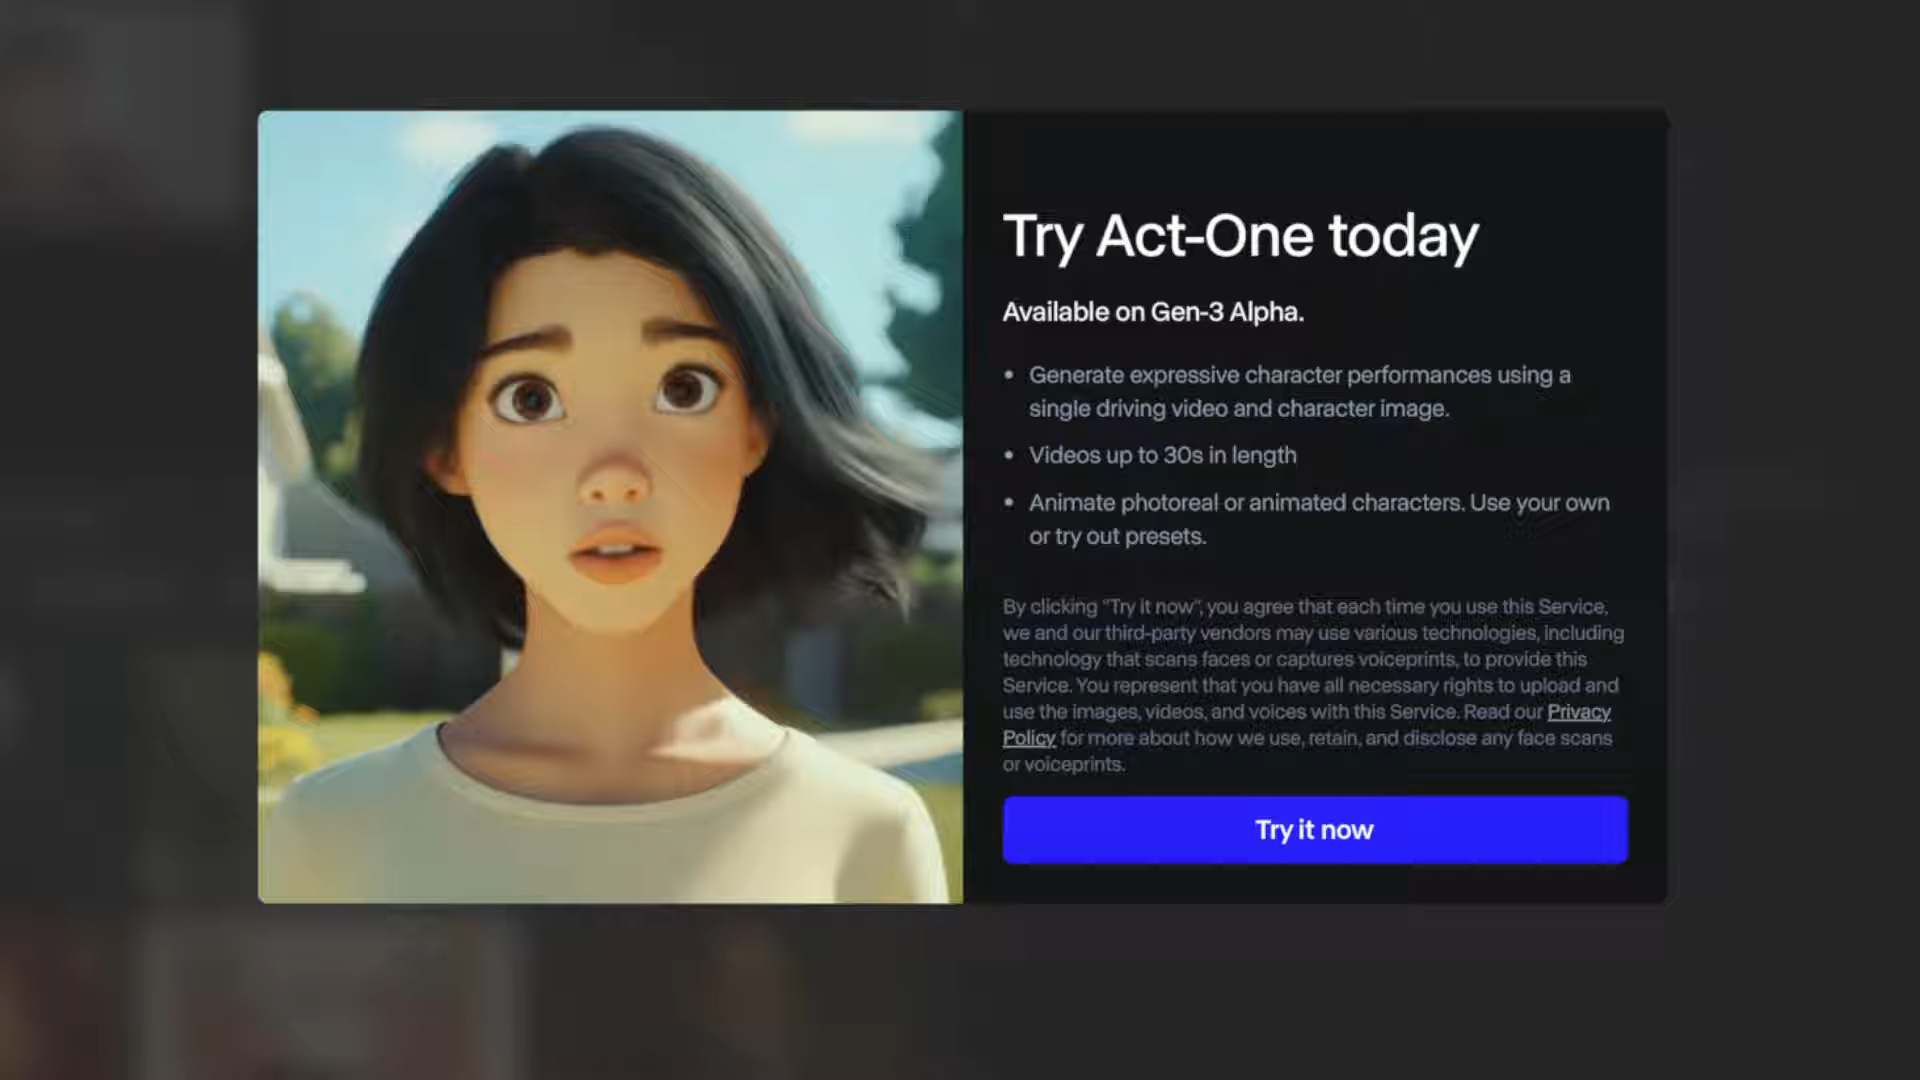 Try Act-One today
Available on Gen-3 Alpha.
• Generate expressive character performances using a
single driving video and character image.
• Videos up to 30s in length
• Animate photoreal or animated characters. Use your own
or try out presets.
By clicking "Try it now", you agree that each time you use this Service,
we and our third-party vendors may use various technologies, including
technology that scans faces or captures voiceprints, to provide this
Service. You represent that you have all necessary rights to upload and
use the images, videos, and voices with this Service. Read our Privacy
Policy for more about how we use, retain, and disclose any face scans
or voiceprints.
Try it now